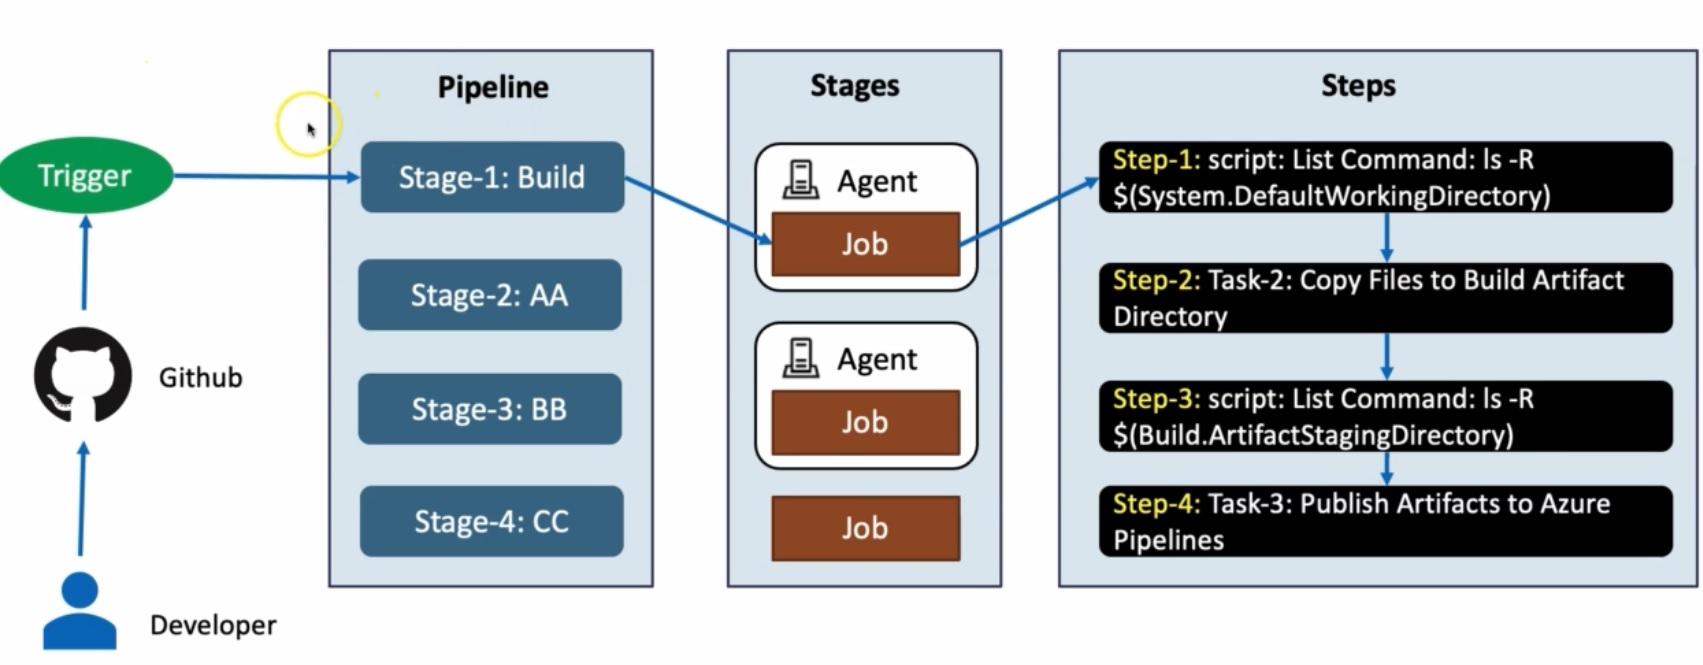 Pipeline
Stages
Steps
Trigger
Github
Developer
Stage-1: Build
Stage-2: AA
Stage-3: BB
Stage-4: CC
Agent
Job
Agent
Job
Job
Step-1: script: List Command: ls -R
$(System.DefaultWorkingDirectory)
Step-2: Task-2: Copy Files to Build Artifact
Directory
Step-3: script: List Command: ls -R
$(Build.ArtifactStagingDirectory)
Step-4: Task-3: Publish Artifacts to Azure
Pipelines